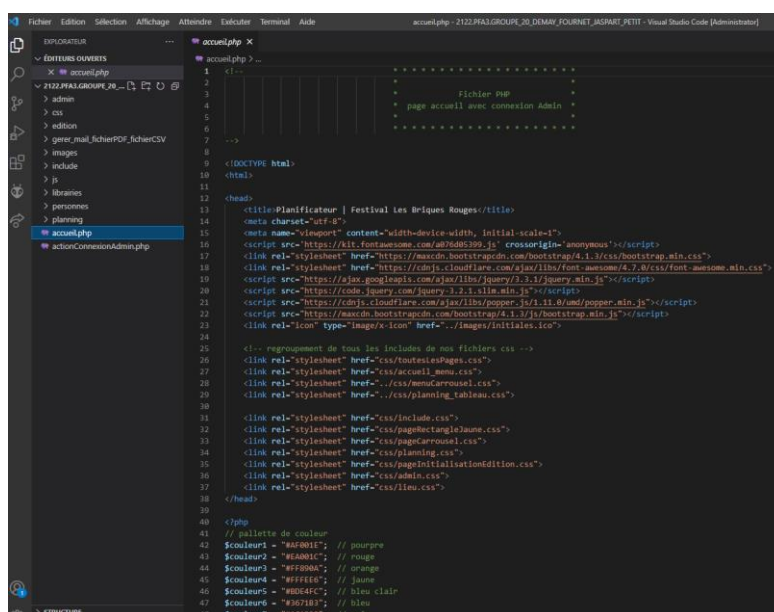 Fichier Edition Sélection Affichage Atteindre Exécuter Terminal Aide
accueil.php - 2122.PFA3.GROUPE_20_DEMAY_FOURNET_JASPART_PETIT - Visual Studio Code [Administrator]
EXPLORATEUR ...
ÉDITEURS OUVERTS
accueil.php
2122.PFA3.GROUPE_20_...
admin
css
edition
gerer_mail_fichierPDF_fichierCSV
images
include
js
librairies
personnes
planning
accueil.php
actionConnexionAdmin.php
accueil.php
accueil.php > ...
1 <!-- * * * * * * * * * * * * * * * * * * * *
2 * *
3 * Fichier PHP *
4 * page accueil avec connexion Admin *
5 * *
6 * * * * * * * * * * * * * * * * * * * *
7 -->
8
9 <!DOCTYPE html>
10 <html>
11
12 <head>
13 <title>Planificateur | Festival Les Briques Rouges</title>
14 <meta charset="utf-8">
15 <meta name="viewport" content="width=device-width, initial-scale=1">
16 <script src='https://kit.fontawesome.com/a076d05399.js' crossorigin='anonymous'></script>
17 <link rel="stylesheet" href="https://maxcdn.bootstrapcdn.com/bootstrap/4.1.3/css/bootstrap.min.css">
18 <link rel="stylesheet" href="https://cdnjs.cloudflare.com/ajax/libs/font-awesome/4.7.0/css/font-awesome.min.css">
19 <script src="https://ajax.googleapis.com/ajax/libs/jquery/3.3.1/jquery.min.js"></script>
20 <script src="https://code.jquery.com/jquery-3.2.1.slim.min.js"></script>
21 <script src="https://cdnjs.cloudflare.com/ajax/libs/popper.js/1.11.0/umd/popper.min.js"></script>
22 <script src="https://maxcdn.bootstrapcdn.com/bootstrap/4.1.3/js/bootstrap.min.js"></script>
23 <link rel="icon" type="image/x-icon" href="../images/initiales.ico">
24
25 <!-- regroupement de tous les includes de nos fichiers css -->
26 <link rel="stylesheet" href="css/toutesLesPages.css">
27 <link rel="stylesheet" href="css/accueil_menu.css">
28 <link rel="stylesheet" href="../css/menuCarrousel.css">
29 <link rel="stylesheet" href="../css/planning_tableau.css">
30
31 <link rel="stylesheet" href="css/include.css">
32 <link rel="stylesheet" href="css/pageRectangleJaune.css">
33 <link rel="stylesheet" href="css/pageCarrousel.css">
34 <link rel="stylesheet" href="css/planning.css">
35 <link rel="stylesheet" href="css/pageInitialisationEdition.css">
36 <link rel="stylesheet" href="css/admin.css">
37 <link rel="stylesheet" href="css/lieu.css">
38 </head>
39
40 <?php
41 // pallette de couleur
42 $couleur1 = "#AF001E"; // pourpre
43 $couleur2 = "#EA001C"; // rouge
44 $couleur3 = "#FF890A"; // orange
45 $couleur4 = "#FFFEE6"; // jaune
46 $couleur5 = "#BDE4FC"; // bleu clair
47 $couleur6 = "#3671B3"; // bleu